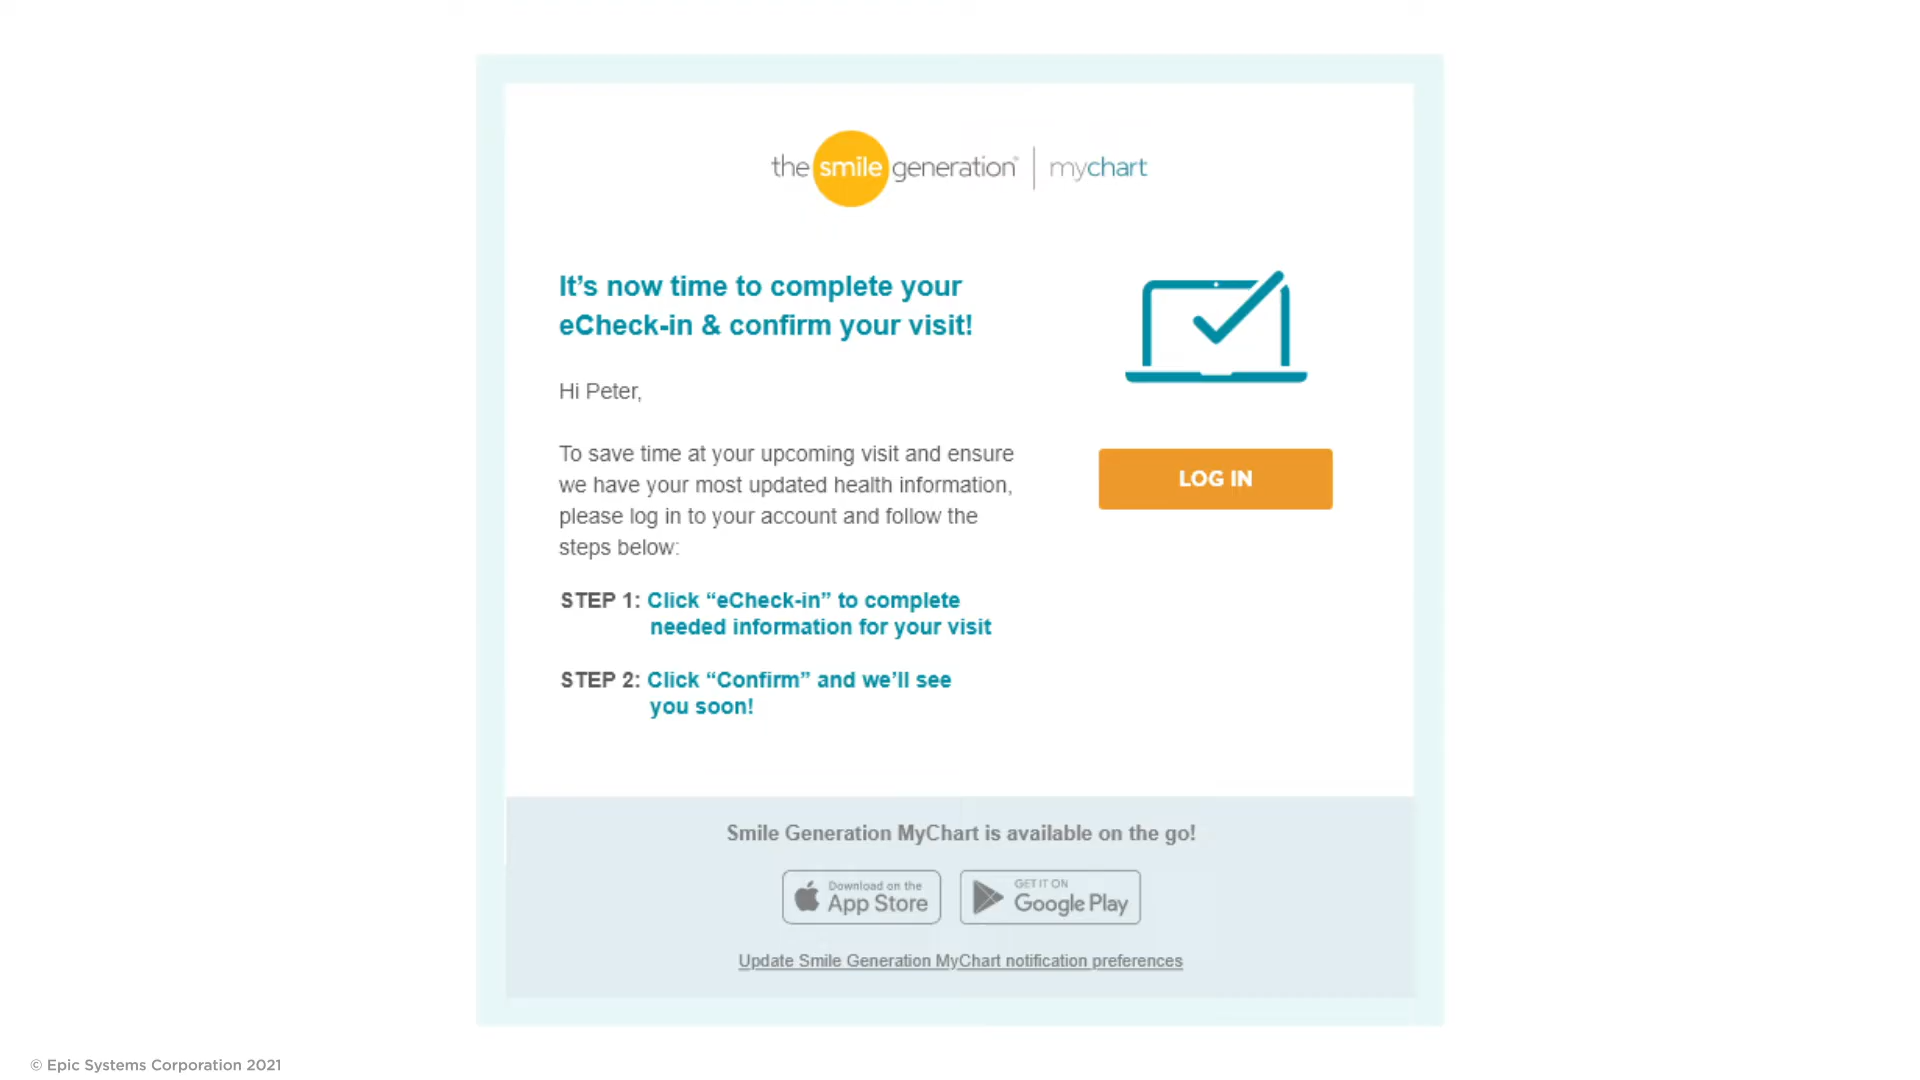 the smile generation® | mychart
It's now time to complete your
eCheck-in & confirm your visit!
Hi Peter,
To save time at your upcoming visit and ensure
we have your most updated health information,
please log in to your account and follow the
steps below:
STEP 1: Click “eCheck-in” to complete
needed information for your visit
STEP 2: Click “Confirm” and we’ll see
you soon!
LOG IN
Smile Generation MyChart is available on the go!
Download on the
App Store
GET IT ON
Google Play
Update Smile Generation MyChart notification preferences
© Epic Systems Corporation 2021